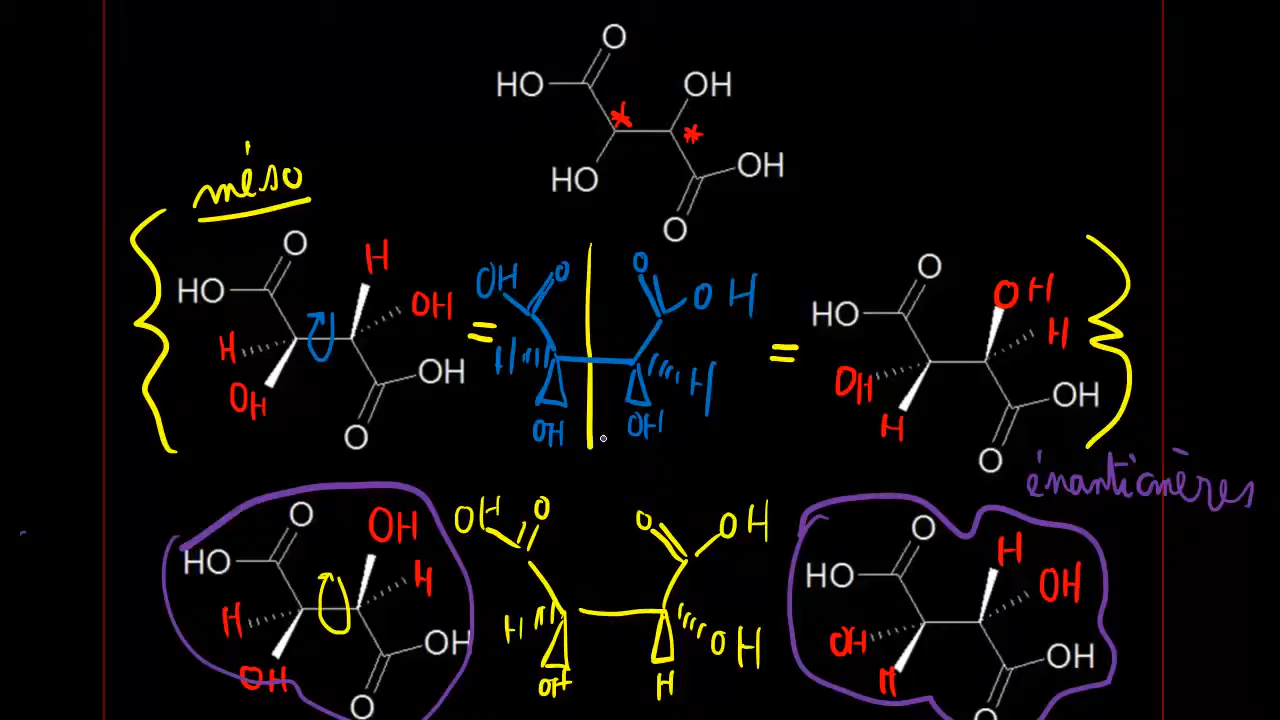 O
HO OH
* *
HO OH
O
méso
O H OH O O O
HO OH = O H = HO OH
H H H H
OH OH OH OH OH OH
O H
O
énantiomères
O OH OH O O OH O H
HO H HO OH
H H OH OH
OH OH H H OH
OH
O O